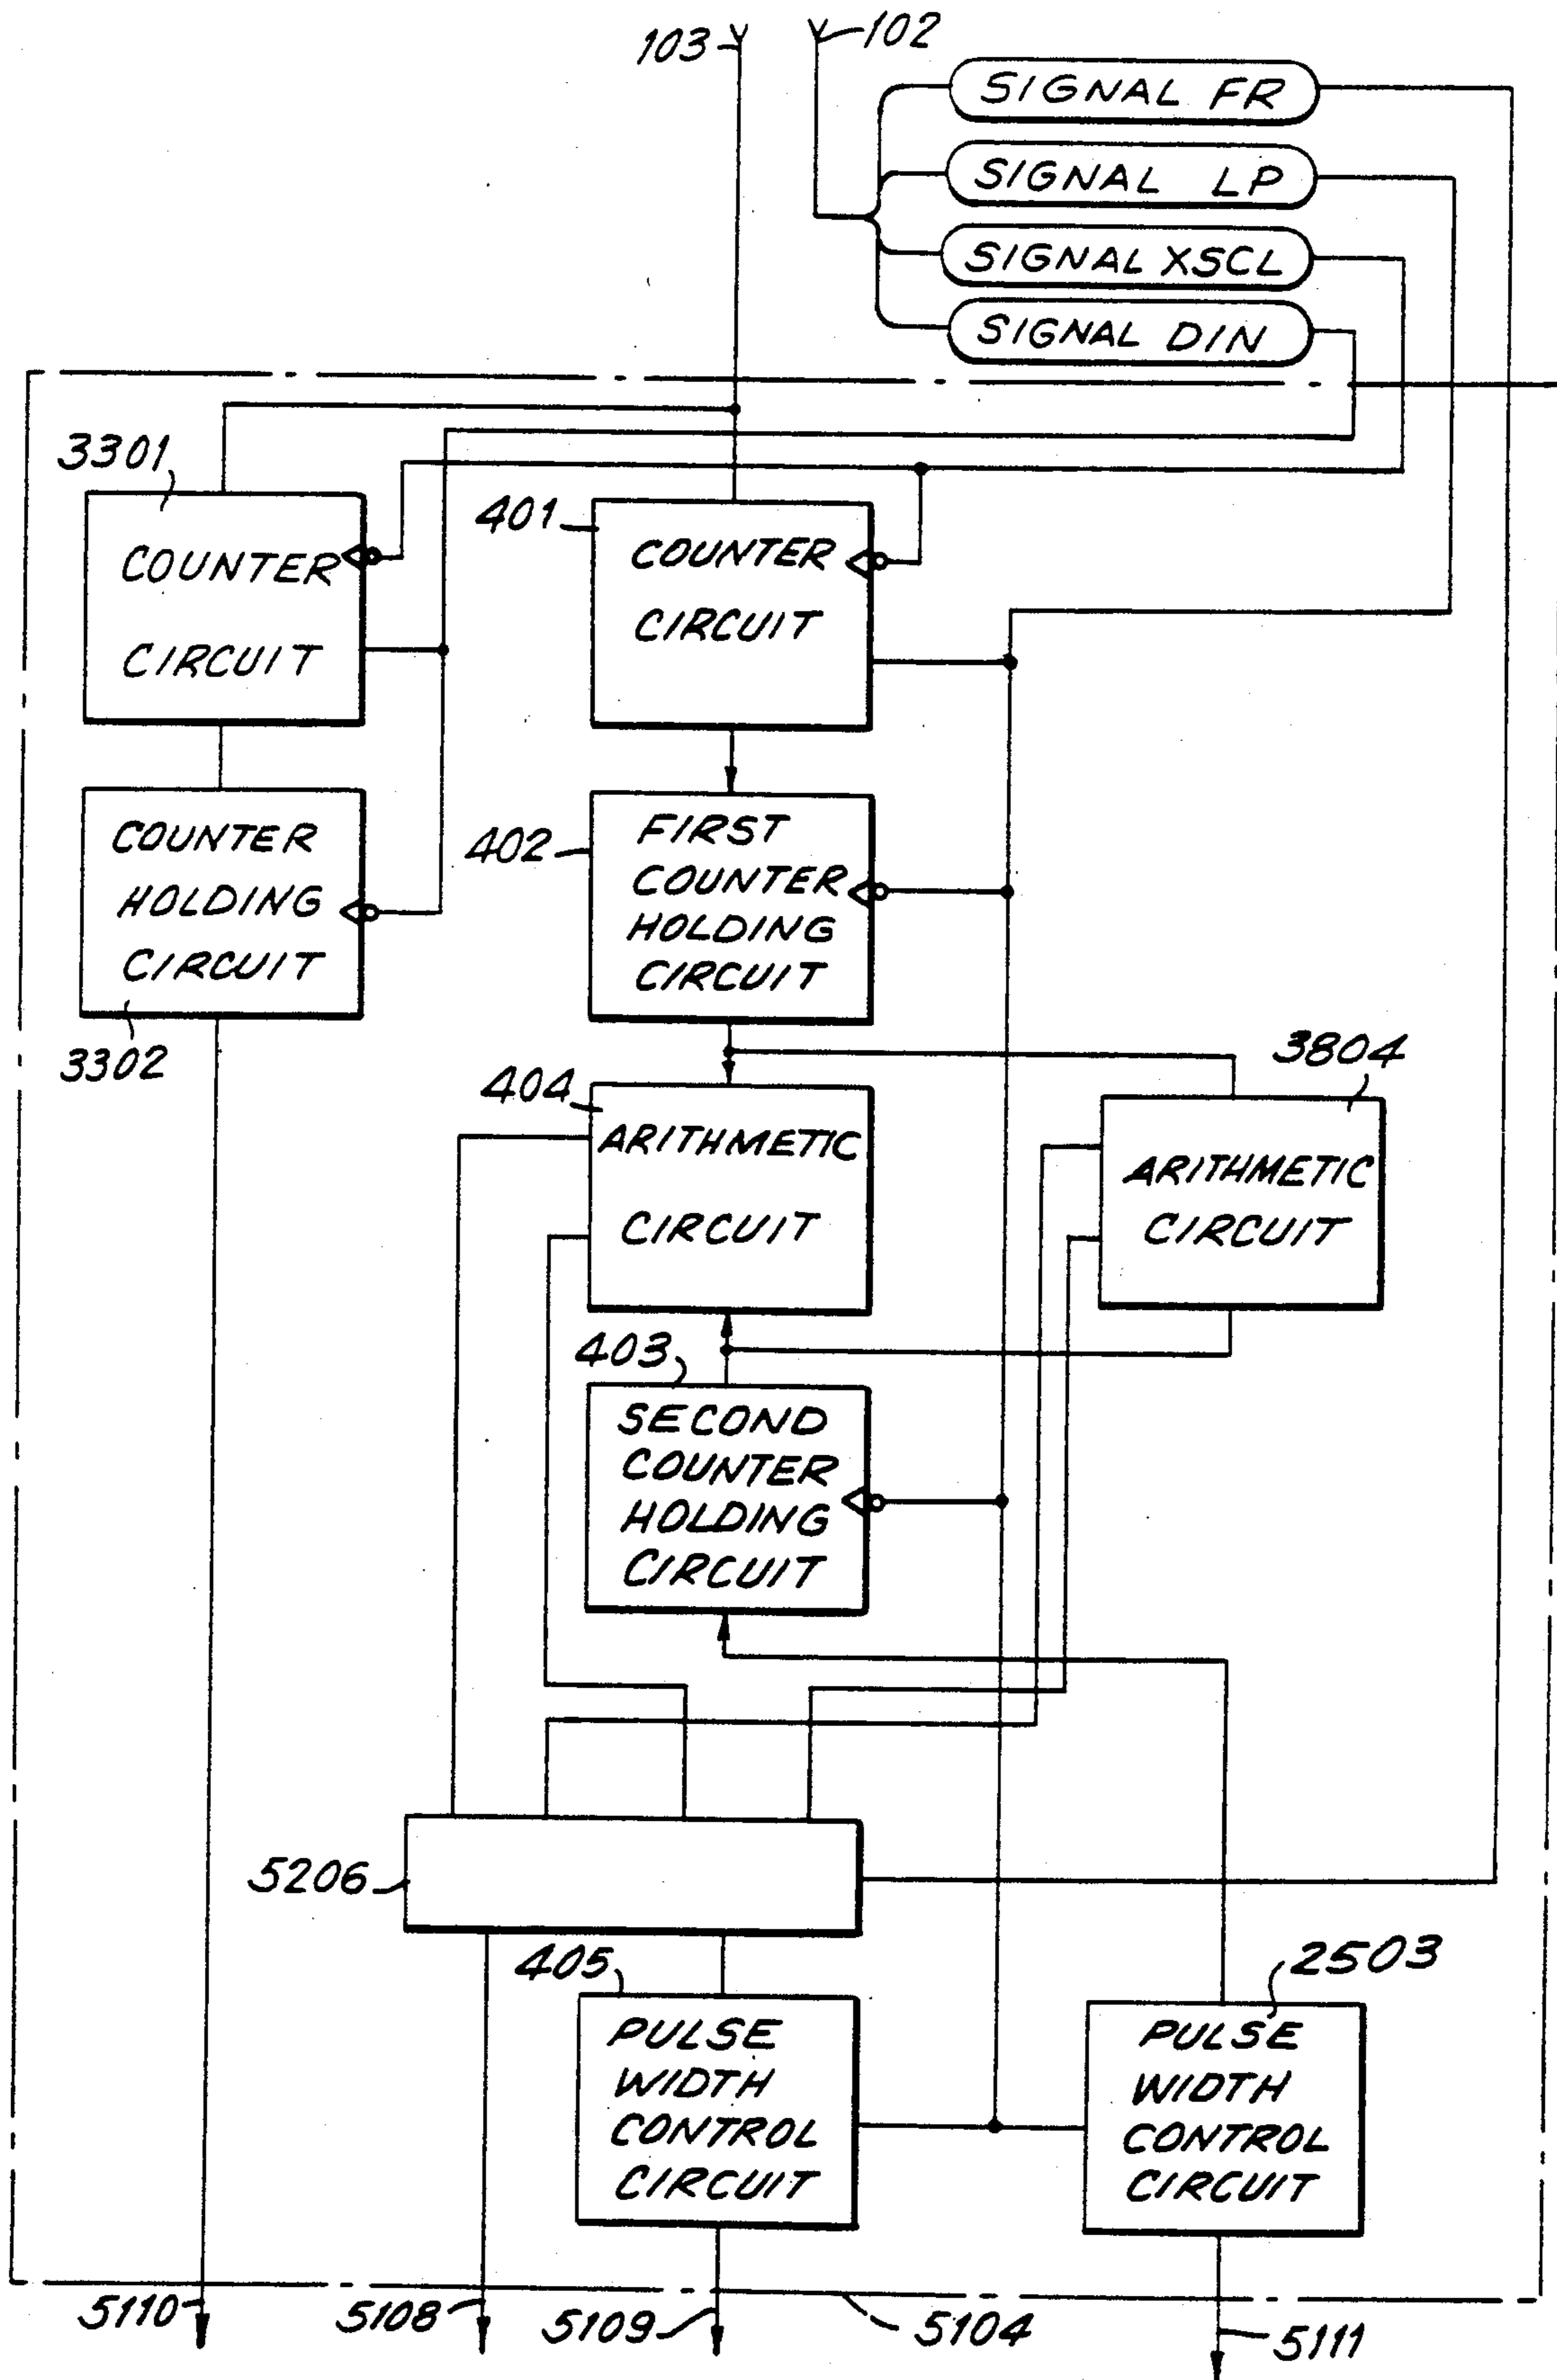 103
102
SIGNAL FR
SIGNAL LP
SIGNAL XSCL
SIGNAL DIN
3301
COUNTER
CIRCUIT
401
COUNTER
CIRCUIT
COUNTER
HOLDING
CIRCUIT
3302
402
FIRST
COUNTER
HOLDING
CIRCUIT
404
ARITHMETIC
CIRCUIT
3804
ARITHMETIC
CIRCUIT
403
SECOND
COUNTER
HOLDING
CIRCUIT
5206
405
PULSE
WIDTH
CONTROL
CIRCUIT
2503
PULSE
WIDTH
CONTROL
CIRCUIT
5110
5108
5109
5104
5111